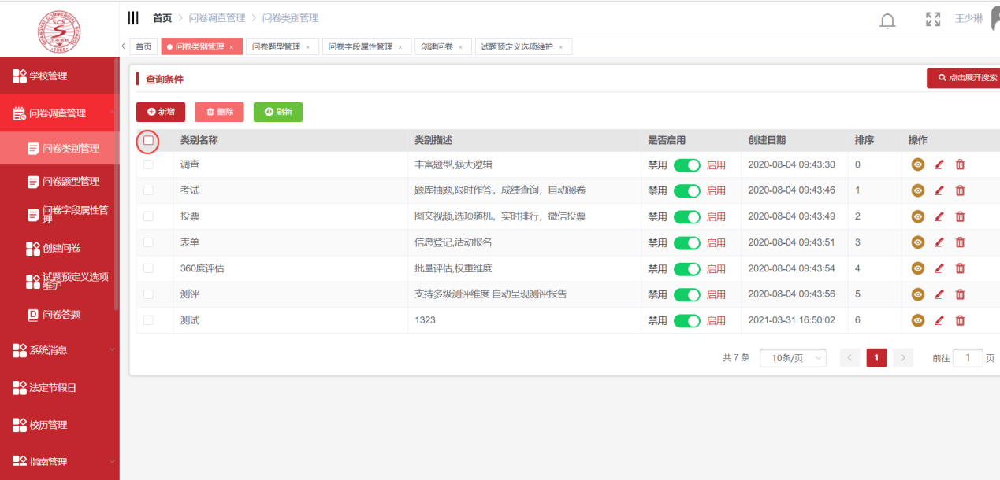 首页 > 问卷调查管理 > 问卷类别管理
王少琳
首页 问卷类别管理 × 问卷题型管理 × 问卷字段属性管理 × 创建问卷 × 试题预定义选项维护 ×
SHANGHAI COMMERCIAL SCHOOL
SCS
学校管理
问卷调查管理
问卷类别管理
问卷题型管理
问卷字段属性管
理
创建问卷
试题预定义选项
维护
问卷答题
系统消息
法定节假日
校历管理
指南管理
查询条件
点击展开搜索
新增 删除 刷新
类别名称 类别描述 是否启用 创建日期 排序 操作
调查 丰富题型,强大逻辑 禁用 启用 2020-08-04 09:43:30 0
考试 题库抽题,限时作答。成绩查询，自动阅卷 禁用 启用 2020-08-04 09:43:46 1
投票 图文视频,选项随机。实时排行，微信投票 禁用 启用 2020-08-04 09:43:49 2
表单 信息登记,活动报名 禁用 启用 2020-08-04 09:43:51 3
360度评估 批量评估,权重维度 禁用 启用 2020-08-04 09:43:54 4
测评 支持多级测评维度 自动呈现测评报告 禁用 启用 2020-08-04 09:43:56 5
测试 1323 禁用 启用 2021-03-31 16:50:02 6
共 7 条 10条/页 < 1 > 前往 1 页